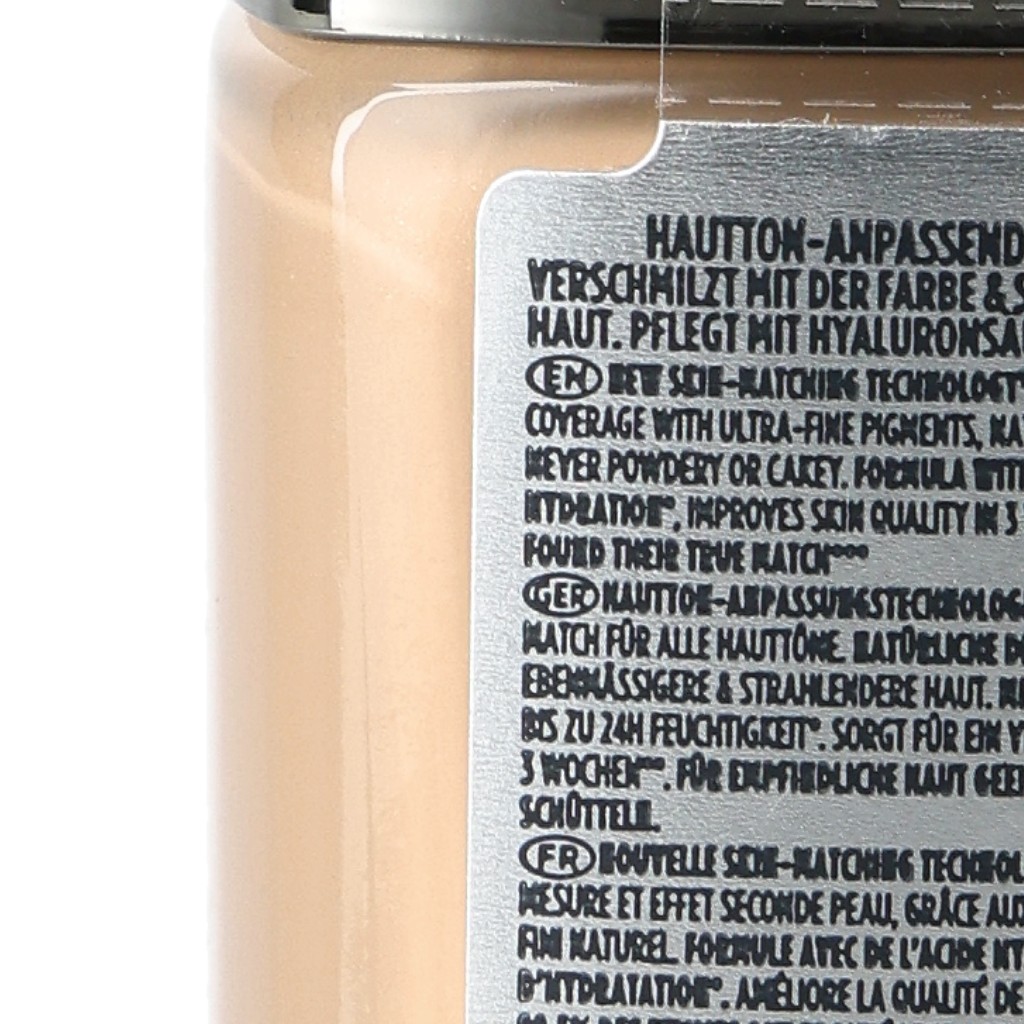 HAUTTON-ANPASSEND
VERSCHMILZT MIT DER FARBE &
HAUT. PFLEGT MIT HYALURONSÄ
EN NEW SKIN-MATCHING TECHNOLOGY
COVERAGE WITH ULTRA-FINE PIGMENTS, NA
NEVER POWDERY OR CAKEY. FORMULA WITH
HYDRATION*, IMPROVES SKIN QUALITY IN 3
FOUND THEIR TRUE MATCH***
GER HAUTTON-ANPASSUNGSTECHNOLOG
MATCH FÜR ALLE HAUTTÖNE. NATÜRLICHE
EBENMÄSSIGERE & STRAHLENDERE HAUT.
BIS ZU 24H FEUCHTIGKEIT*. SORGT FÜR EIN
3 WOCHEN**. FÜR EMPFINDLICHE HAUT GEE
SCHÜTTELN.
FR NOUVELLE SKIN-MATCHING TECHNOL
MESURE ET EFFET SECONDE PEAU, GRÂCE AUX
FINI NATUREL. FORMULE AVEC DE L'ACIDE HY
D'HYDRATATION*. AMÉLIORE LA QUALITÉ DE